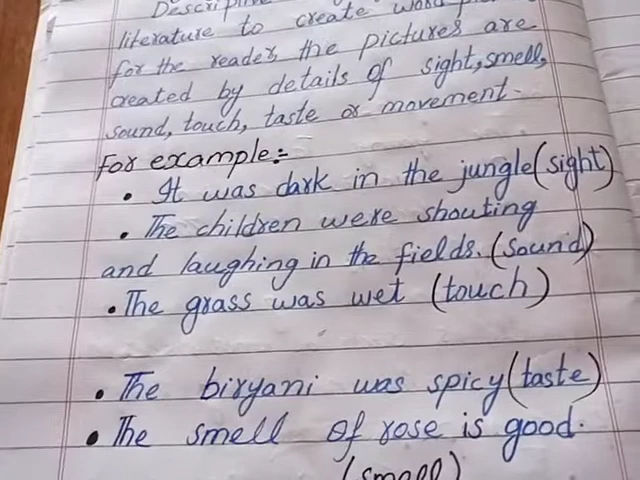 literature to create word
for the reader the pictures are
created by details of sight, smell,
sound, touch, taste or movement.
For example:-
• It was dark in the jungle (sight)
• The children were shouting
and laughing in the fields. (sound)
• The grass was wet (touch)
• The biryani was spicy (taste)
• The smell of rose is good.
(smell)